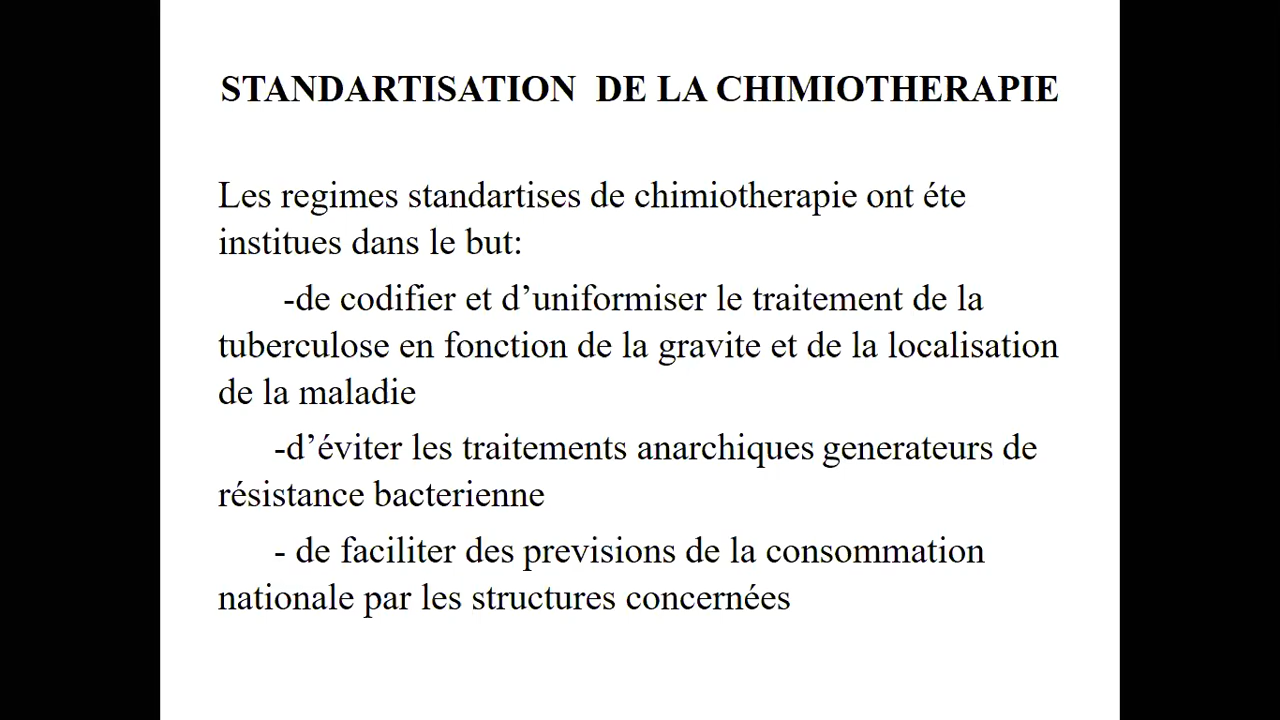 STANDARTISATION DE LA CHIMIOTHERAPIE
Les regimes standartises de chimiotherapie ont éte
institues dans le but:
-de codifier et d’uniformiser le traitement de la
tuberculose en fonction de la gravite et de la localisation
de la maladie
-d’éviter les traitements anarchiques generateurs de
résistance bacterienne
- de faciliter des previsions de la consommation
nationale par les structures concernées